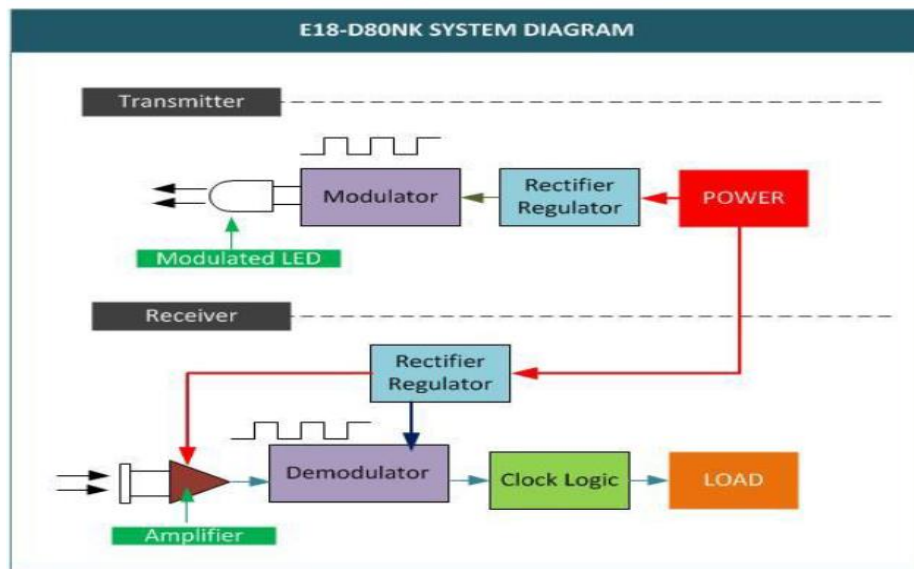 E18-D80NK SYSTEM DIAGRAM
Transmitter
Modulator
Rectifier
Regulator
POWER
Modulated LED
Receiver
Rectifier
Regulator
Demodulator
Clock Logic
LOAD
Amplifier